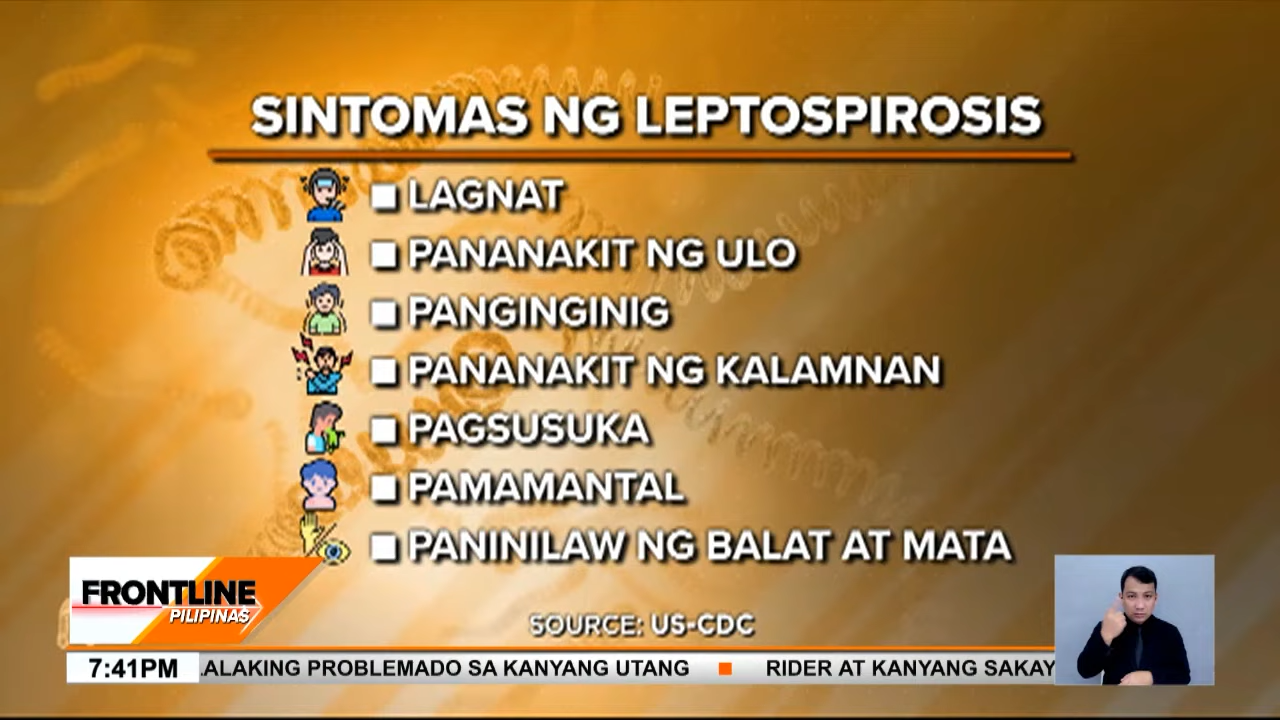 SINTOMAS NG LEPTOSPIROSIS
LAGNAT
PANANAKIT NG ULO
PANGINGINIG
PANANAKIT NG KALAMNAN
PAGSUSUKA
PAMAMANTAL
PANINILAW NG BALAT AT MATA
SOURCE: US-CDC
FRONTLINE
PILIPINAS
7:41PM
ALAKING PROBLEMADO SA KANYANG UTANG ■ RIDER AT KANYANG SAKAY